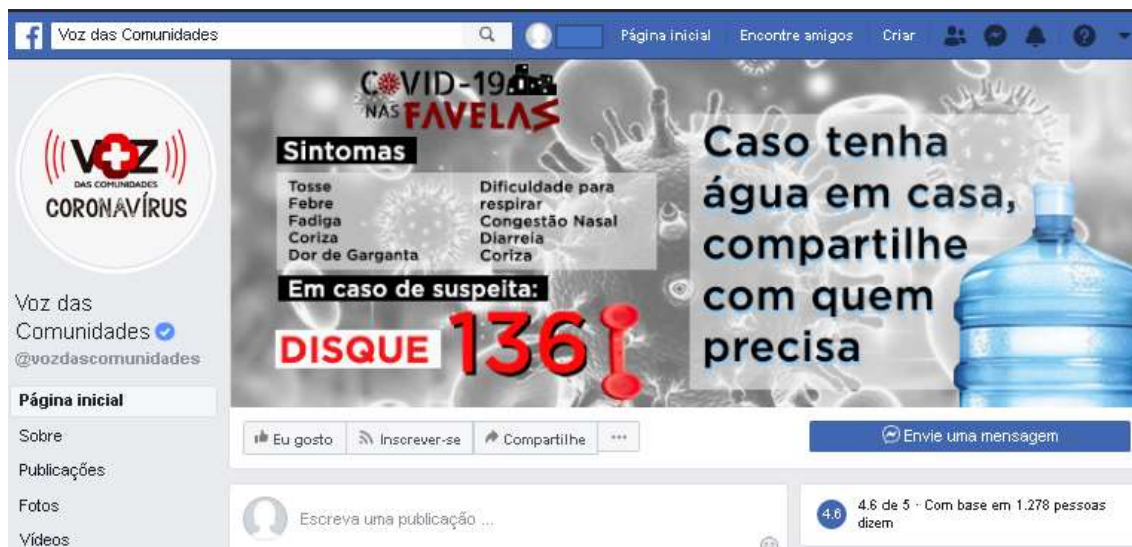 Voz das Comunidades
Página inicial
Encontre amigos
Criar
VOZ
DAS COMUNIDADES
CORONAVÍRUS
Voz das
Comunidades
@vozdascomunidades
Página inicial
Sobre
Publicações
Fotos
Vídeos
COVID-19
NAS FAVELAS
Sintomas
Tosse
Febre
Fadiga
Coriza
Dor de Garganta
Dificuldade para
respirar
Congestão Nasal
Diarreia
Coriza
Em caso de suspeita:
DISQUE 136
Caso tenha
água em casa,
compartilhe
com quem
precisa
Eu gosto
Inscrever-se
Compartilhe
Envie uma mensagem
Escreva uma publicação ...
4.6
4.6 de 5 · Com base em 1.278 pessoas
dizem